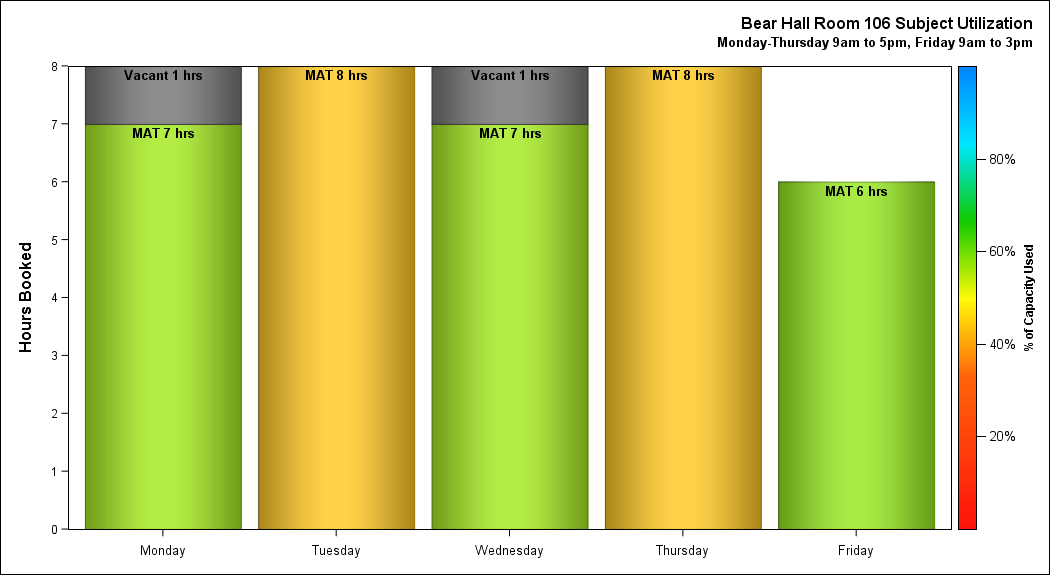 Bear Hall Room 106 Subject Utilization
Monday-Thursday 9am to 5pm, Friday 9am to 3pm
Hours Booked
8
7
6
5
4
3
2
1
0
Vacant 1 hrs
MAT 7 hrs
MAT 8 hrs
Vacant 1 hrs
MAT 7 hrs
MAT 8 hrs
MAT 6 hrs
Monday
Tuesday
Wednesday
Thursday
Friday
80%
60%
40%
20%
% of Capacity Used